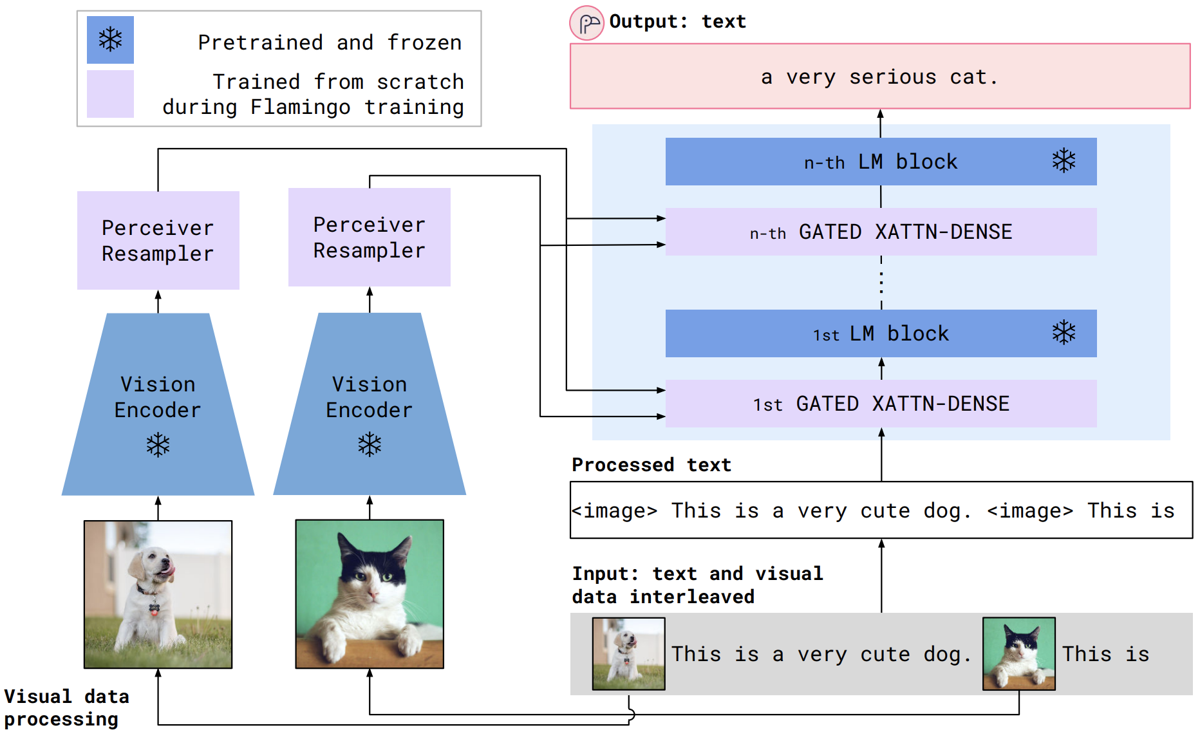 Pretrained and frozen
Trained from scratch
during Flamingo training
Output: text
a very serious cat.
n-th LM block
n-th GATED XATTN-DENSE
1st LM block
1st GATED XATTN-DENSE
Perceiver
Resampler
Perceiver
Resampler
Vision
Encoder
Vision
Encoder
Processed text
<image> This is a very cute dog. <image> This is
Input: text and visual
data interleaved
This is a very cute dog.
This is
Visual data
processing